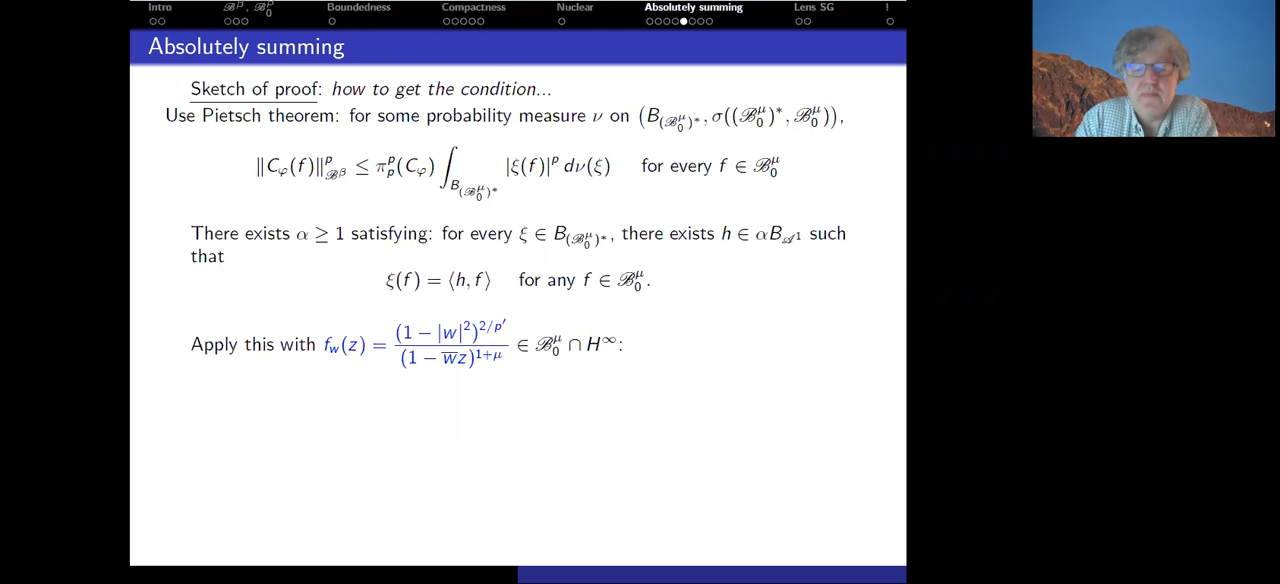 Intro ℬ^β, ℬ_0^β Boundedness Compactness Nuclear Absolutely summing Lens SG !
Absolutely summing
Sketch of proof: how to get the condition...
Use Pietsch theorem: for some probability measure ν on (B_{(ℬ_0^μ)^*}, σ((ℬ_0^μ)^*, ℬ_0^μ)),
‖C_φ(f)‖^p_{ℬ^β} ≤ π_p^p(C_φ) ∫_{B_{(ℬ_0^μ)^*}} |ξ(f)|^p dν(ξ) for every f ∈ ℬ_0^μ
There exists α ≥ 1 satisfying: for every ξ ∈ B_{(ℬ_0^μ)^*}, there exists h ∈ αB_{𝒜^1} such
that
ξ(f) = ⟨h, f⟩ for any f ∈ ℬ_0^μ.
Apply this with f_w(z) = (1 − |w|^2)^{2/p′} / (1 − w̅z)^{1+μ} ∈ ℬ_0^μ ∩ H^∞: